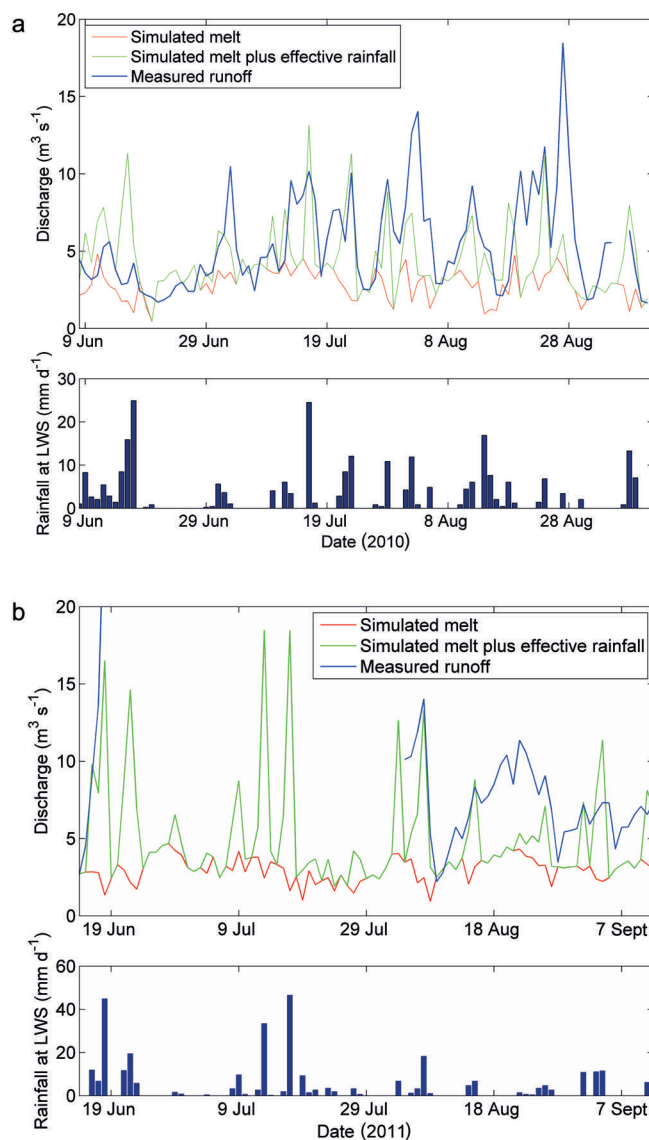 a
Simulated melt
Simulated melt plus effective rainfall
Measured runoff
Discharge (m³ s⁻¹)
20
15
10
5
0
9 Jun 29 Jun 19 Jul 8 Aug 28 Aug
Rainfall at LWS (mm d⁻¹)
30
20
10
0
9 Jun 29 Jun 19 Jul 8 Aug 28 Aug
Date (2010)
b
Simulated melt
Simulated melt plus effective rainfall
Measured runoff
Discharge (m³ s⁻¹)
20
15
10
5
0
19 Jun 9 Jul 29 Jul 18 Aug 7 Sept
Rainfall at LWS (mm d⁻¹)
60
40
20
0
19 Jun 9 Jul 29 Jul 18 Aug 7 Sept
Date (2011)